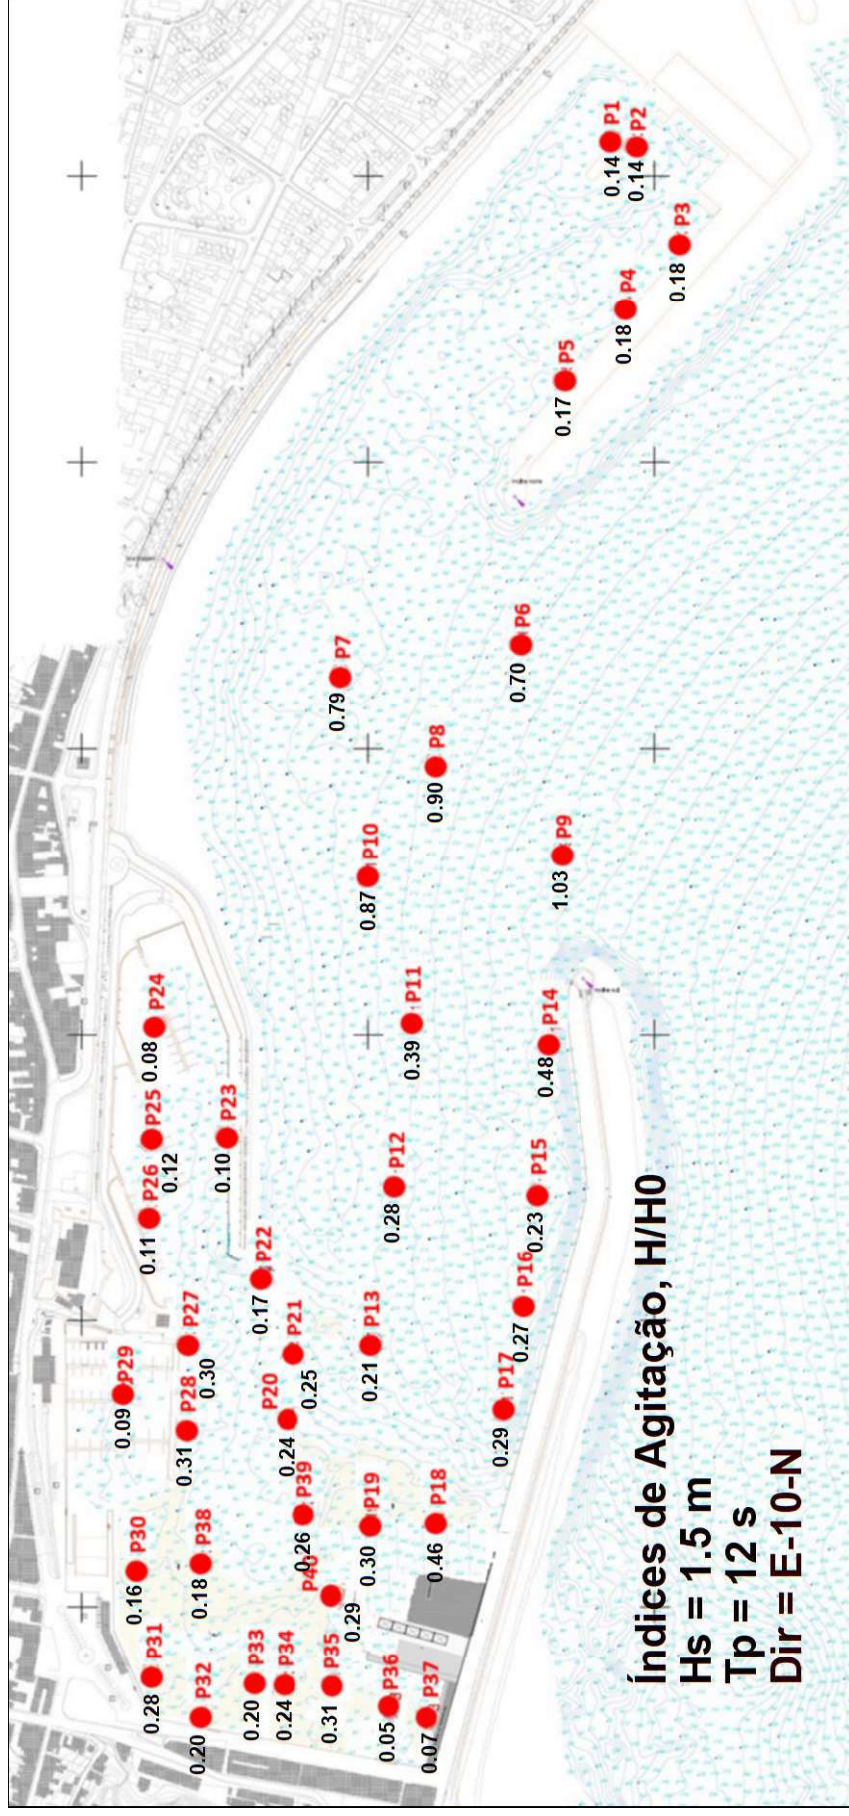 P1
0.14
P2
0.14
P3
0.18
P4
0.18
P5
0.17
P6
0.70
P7
0.79
P8
0.90
P9
1.03
P10
0.87
P11
0.39
P12
0.28
P13
0.21
P14
0.48
P15
0.23
P16
0.27
P17
0.29
P18
0.46
P19
0.30
P20
0.24
P21
0.25
P22
0.17
P23
0.10
P24
0.08
P25
0.12
P26
0.11
P27
0.30
P28
0.31
P29
0.09
P30
0.16
P31
0.28
P32
0.20
P33
0.20
P34
0.24
P35
0.31
P36
0.05
P37
0.07
P38
0.18
P39
0.26
P40
0.29
Índices de Agitação, H/H0
Hs = 1.5 m
Tp = 12 s
Dir = E-10-N